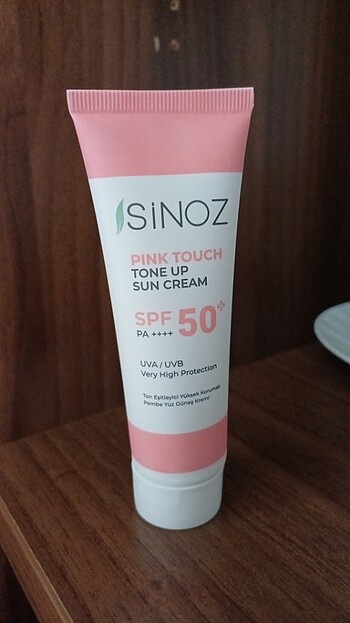 SiNOZ
PINK TOUCH
TONE UP
SUN CREAM
SPF 50+
PA ++++
UVA / UVB
Very High Protection
Ton Eşitleyici Yüksek Korumalı
Pembe Yüz Güneş Kremi